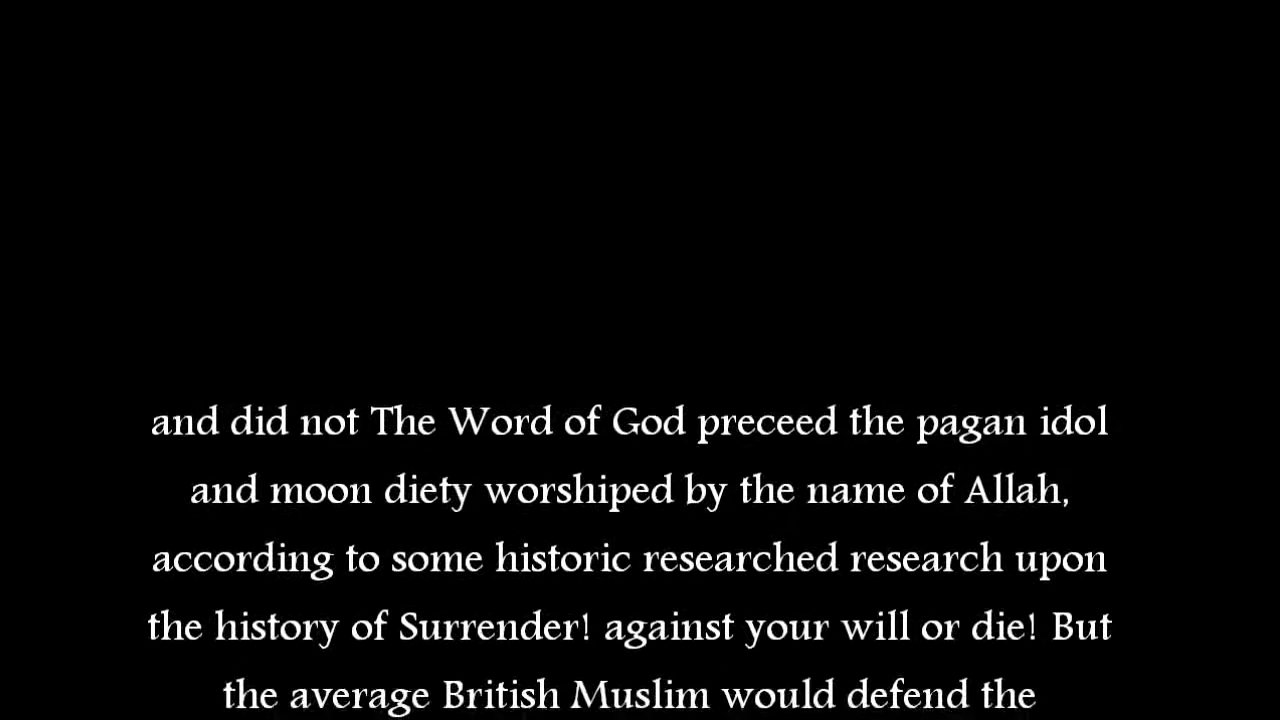 and did not The Word of God preceed the pagan idol
and moon diety worshiped by the name of Allah,
according to some historic researched research upon
the history of Surrender! against your will or die! But
the average British Muslim would defend the